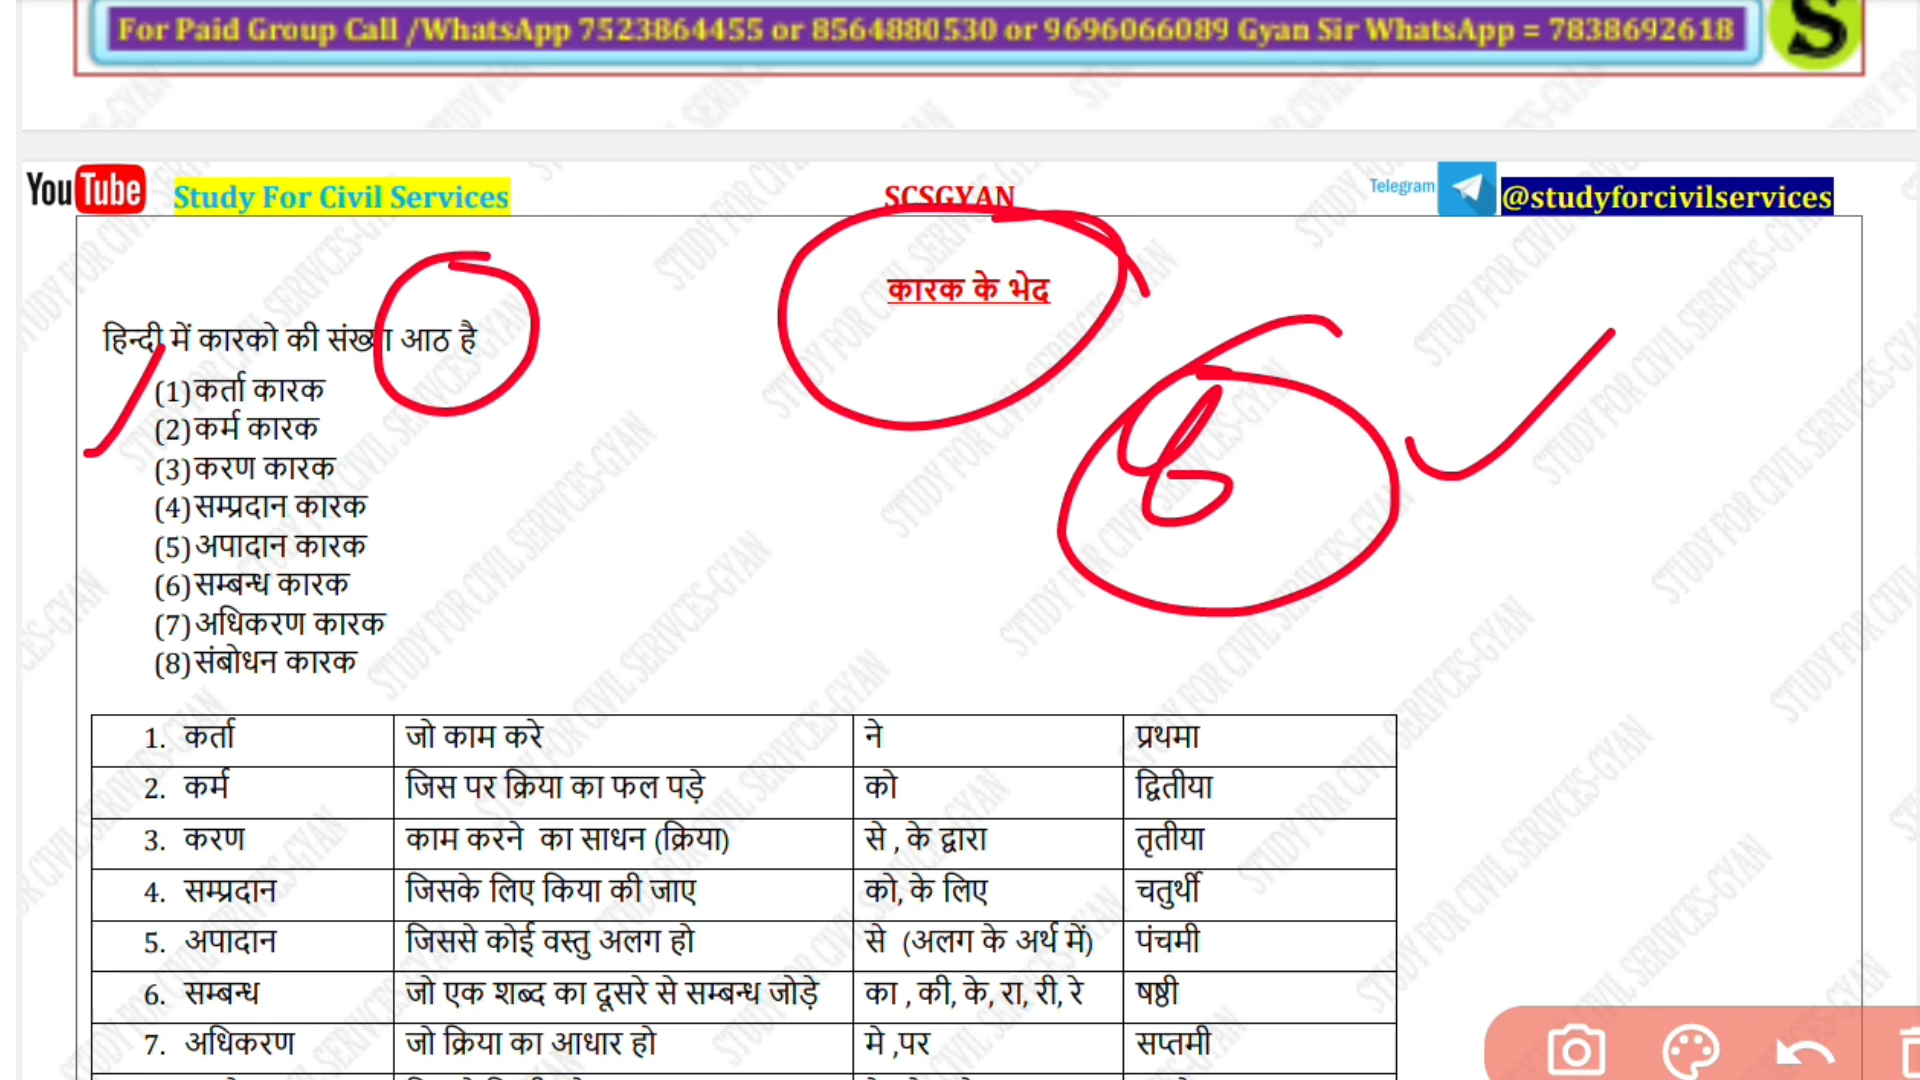 For Paid Group Call /WhatsApp 7523864455 or 8564880530 or 9696066089 Gyan Sir WhatsApp = 7838692618
S
YouTube Study For Civil Services SCSGYAN Telegram @studyforcivilservices
कारक के भेद
हिन्दी में कारको की संख्या आठ है
(1)कर्ता कारक
(2)कर्म कारक
(3)करण कारक
(4)सम्प्रदान कारक
(5)अपादान कारक
(6)सम्बन्ध कारक
(7)अधिकरण कारक
(8)संबोधन कारक
8
1. कर्ता जो काम करे ने प्रथमा
2. कर्म जिस पर क्रिया का फल पड़े को द्वितीया
3. करण काम करने का साधन (क्रिया) से , के द्वारा तृतीया
4. सम्प्रदान जिसके लिए किया की जाए को, के लिए चतुर्थी
5. अपादान जिससे कोई वस्तु अलग हो से (अलग के अर्थ में) पंचमी
6. सम्बन्ध जो एक शब्द का दूसरे से सम्बन्ध जोड़े का , की, के, रा, री, रे षष्ठी
7. अधिकरण जो क्रिया का आधार हो मे ,पर सप्तमी
STUDY FOR CIVIL SERIVCES-GYAN